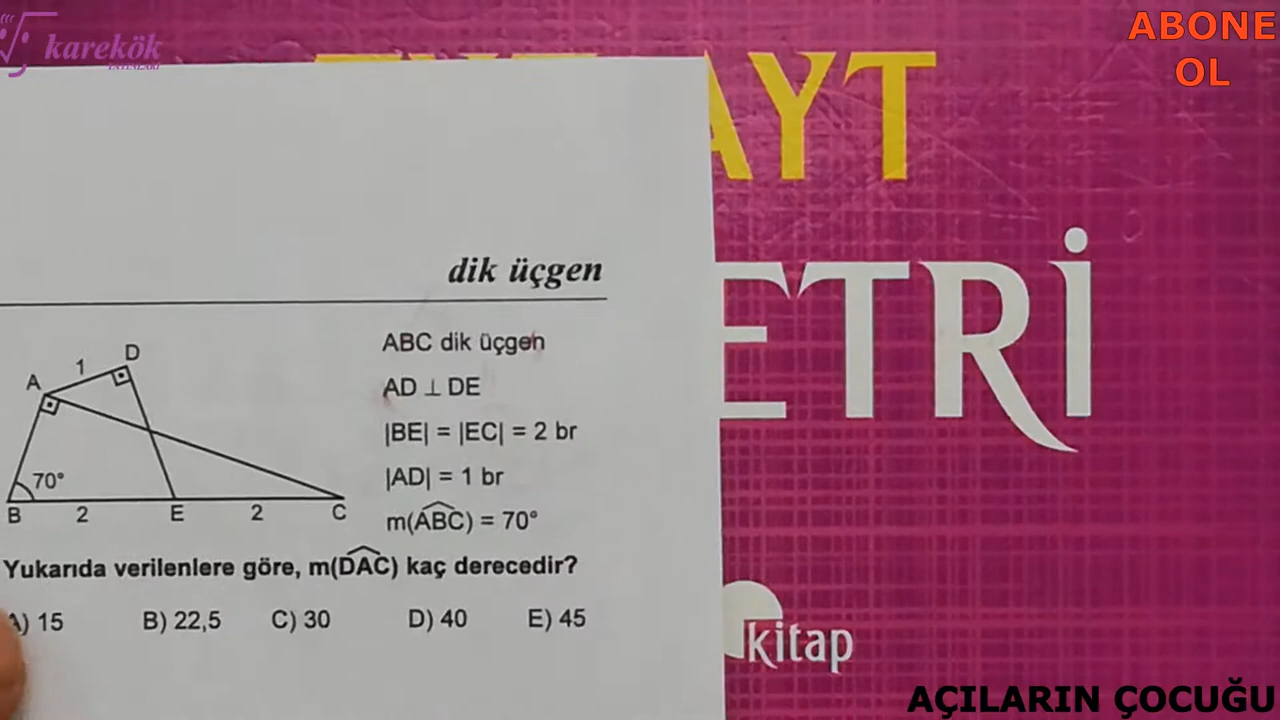 karekök
YAYINLARI
ABONE
OL
AYT
ETRİ
kitap
AÇILARIN ÇOCUĞU
dik üçgen
A
1
D
70°
B
2
E
2
C
ABC dik üçgen
AD ⊥ DE
|BE| = |EC| = 2 br
|AD| = 1 br
m(ABC) = 70°
Yukarıda verilenlere göre, m(DAC) kaç derecedir?
A) 15 B) 22,5 C) 30 D) 40 E) 45